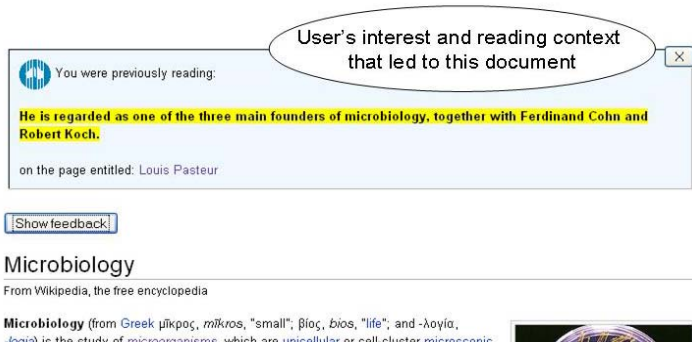 User's interest and reading context
that led to this document
X
You were previously reading:
He is regarded as one of the three main founders of microbiology, together with Ferdinand Cohn and
Robert Koch.
on the page entitled: Louis Pasteur
Show feedback
Microbiology
From Wikipedia, the free encyclopedia
Microbiology (from Greek μῑκρος, mīkros, "small"; βίος, bios, "life"; and -λογία,
-logia) is the study of microorganisms, which are unicellular or cell-cluster microscopic